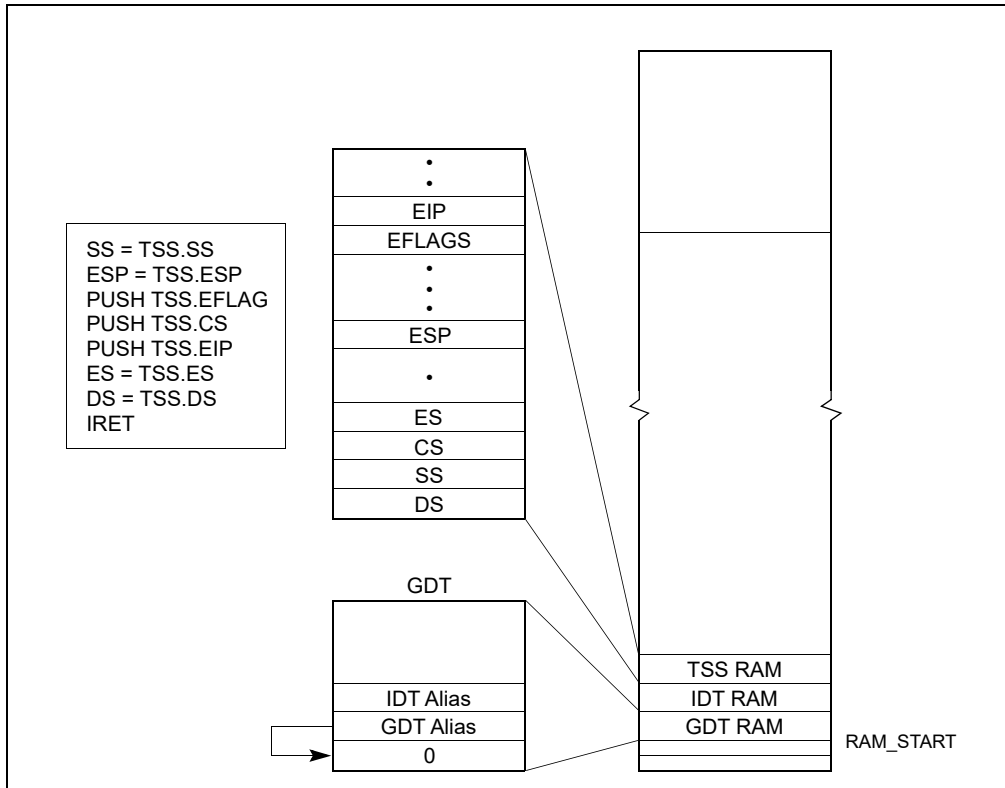 SS = TSS.SS
ESP = TSS.ESP
PUSH TSS.EFLAG
PUSH TSS.CS
PUSH TSS.EIP
ES = TSS.ES
DS = TSS.DS
IRET
EIP
EFLAGS
ESP
ES
CS
SS
DS
GDT
IDT Alias
GDT Alias
0
TSS RAM
IDT RAM
GDT RAM
RAM_START